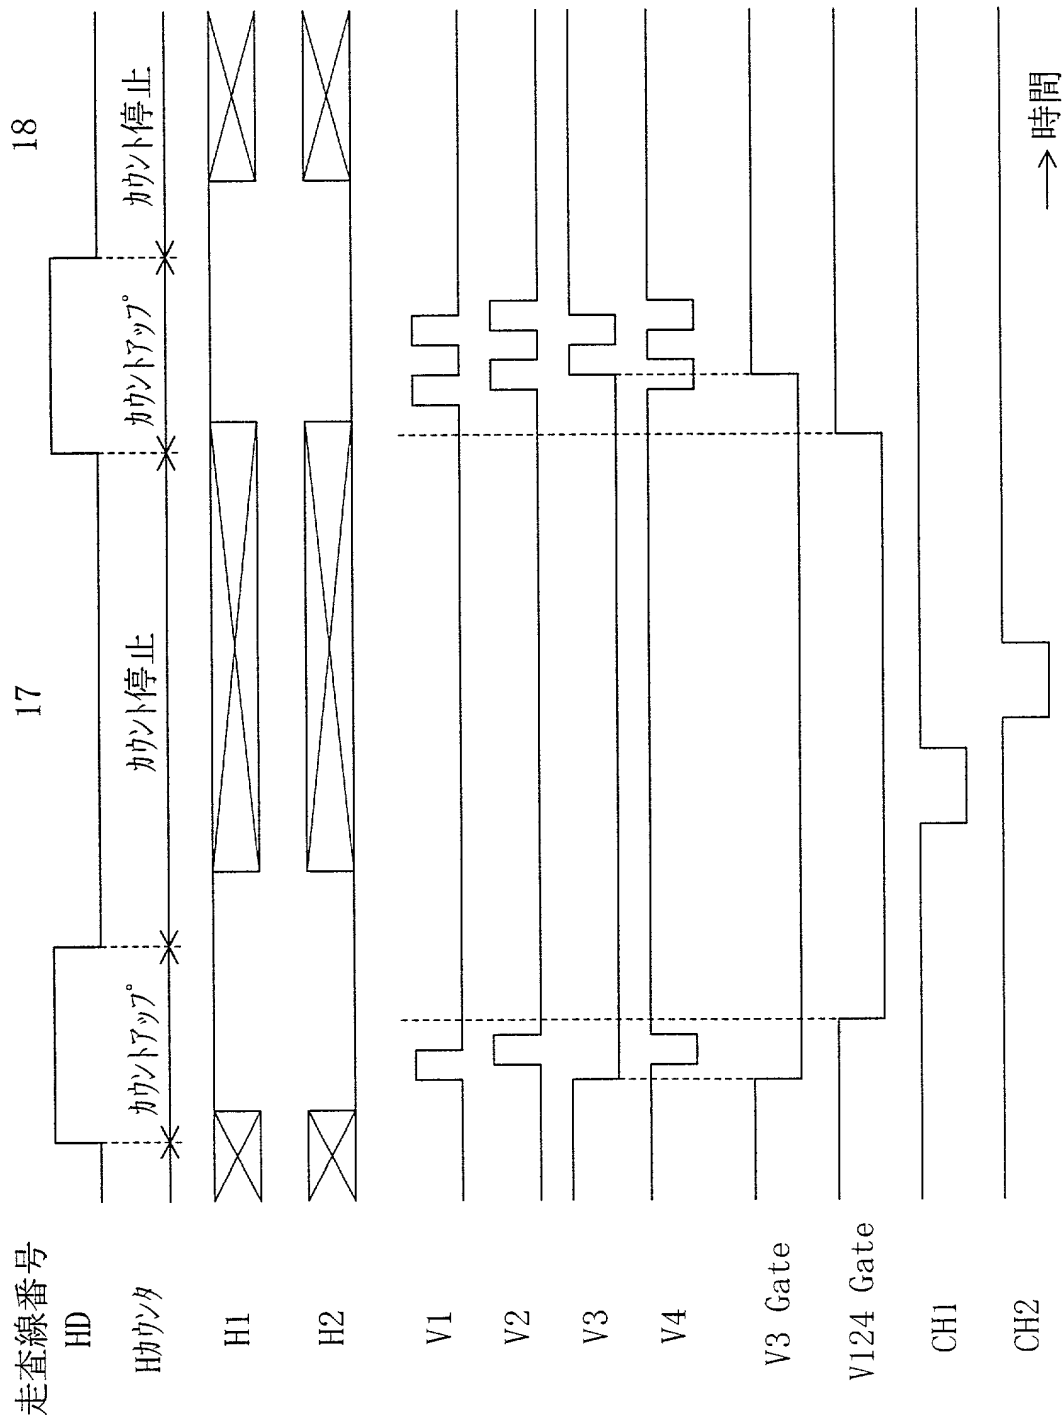 走査線番号 17 18
HD
Hカウンタ カウントアップ カウント停止 カウントアップ カウント停止
H1
H2
V1
V2
V3
V4
V3 Gate
V124 Gate
CH1
CH2
→ 時間